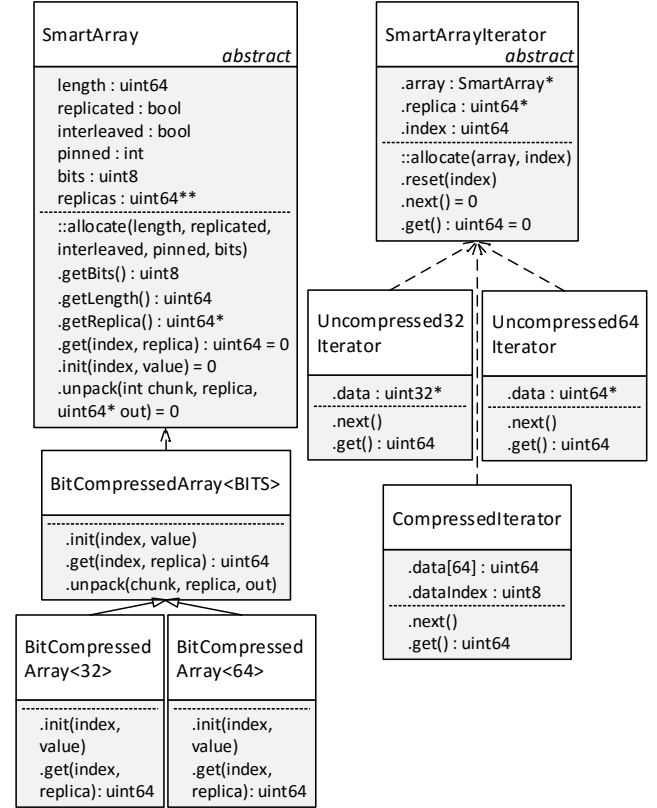 SmartArray
abstract
length : uint64
replicated : bool
interleaved : bool
pinned : int
bits : uint8
replicas : uint64**
::allocate(length, replicated,
interleaved, pinned, bits)
.getBits() : uint8
.getLength() : uint64
.getReplica() : uint64*
.get(index, replica) : uint64 = 0
.init(index, value) = 0
.unpack(int chunk, replica,
uint64* out) = 0
BitCompressedArray<BITS>
.init(index, value)
.get(index, replica) : uint64
.unpack(chunk, replica, out)
BitCompressed
Array<32>
.init(index,
value)
.get(index,
replica): uint64
BitCompressed
Array<64>
.init(index,
value)
.get(index,
replica): uint64
SmartArrayIterator
abstract
.array : SmartArray*
.replica : uint64*
.index : uint64
::allocate(array, index)
.reset(index)
.next() = 0
.get() : uint64 = 0
Uncompressed32
Iterator
.data : uint32*
.next()
.get() : uint64
Uncompressed64
Iterator
.data : uint64*
.next()
.get() : uint64
CompressedIterator
.data[64] : uint64
.dataIndex : uint8
.next()
.get() : uint64